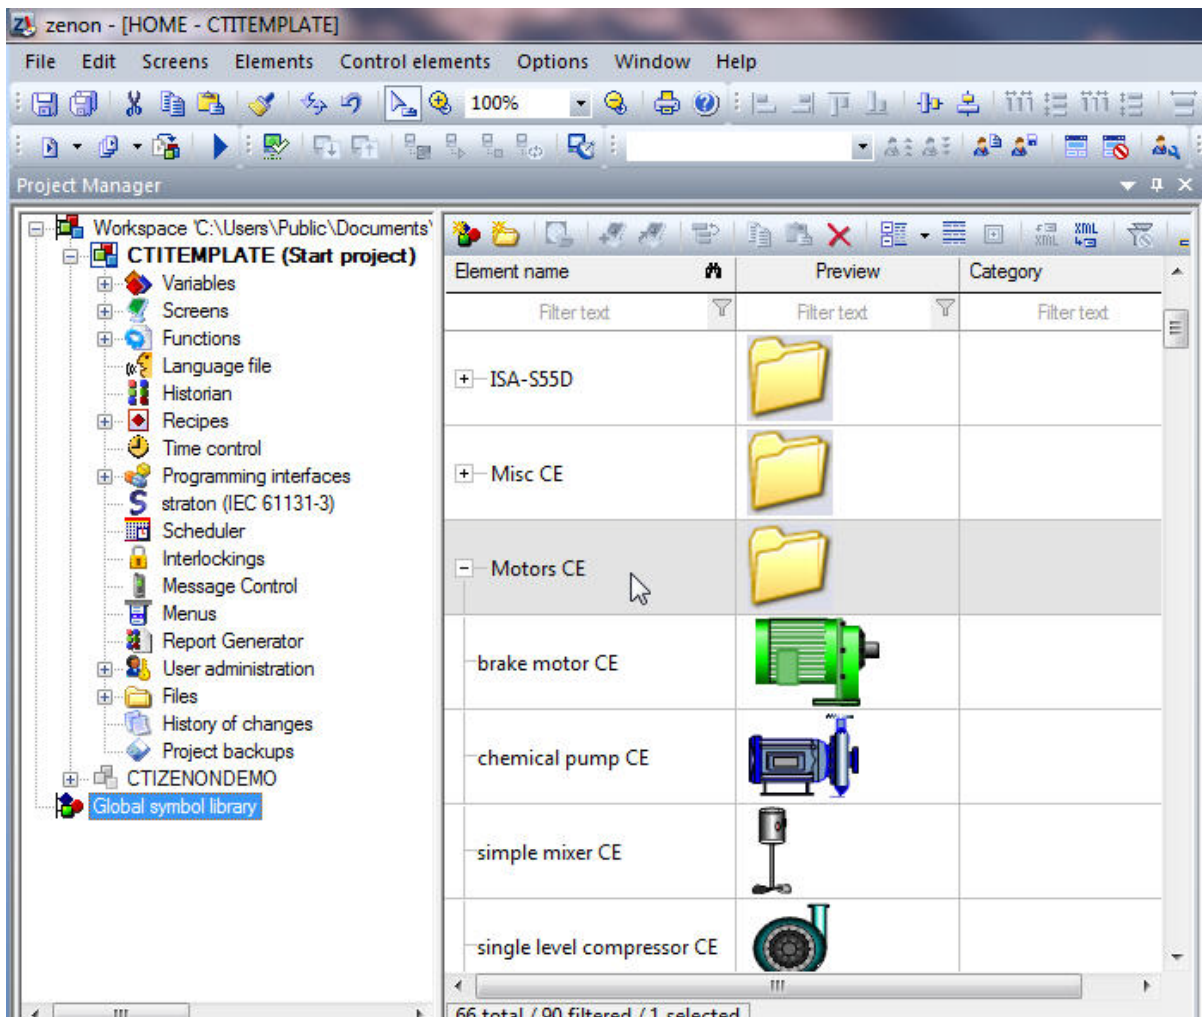 zenon - [HOME - CTITEMPLATE]
File Edit Screens Elements Control elements Options Window Help
100%
Project Manager
Workspace 'C:\Users\Public\Documents'
CTITEMPLATE (Start project)
Variables
Screens
Functions
Language file
Historian
Recipes
Time control
Programming interfaces
straton (IEC 61131-3)
Scheduler
Interlockings
Message Control
Menus
Report Generator
User administration
Files
History of changes
Project backups
CTIZENONDEMO
Global symbol library
XML XML
Element name Preview Category
Filter text Filter text Filter text
ISA-S55D
Misc CE
Motors CE
brake motor CE
chemical pump CE
simple mixer CE
single level compressor CE
66 total / 90 filtered / 1 selected